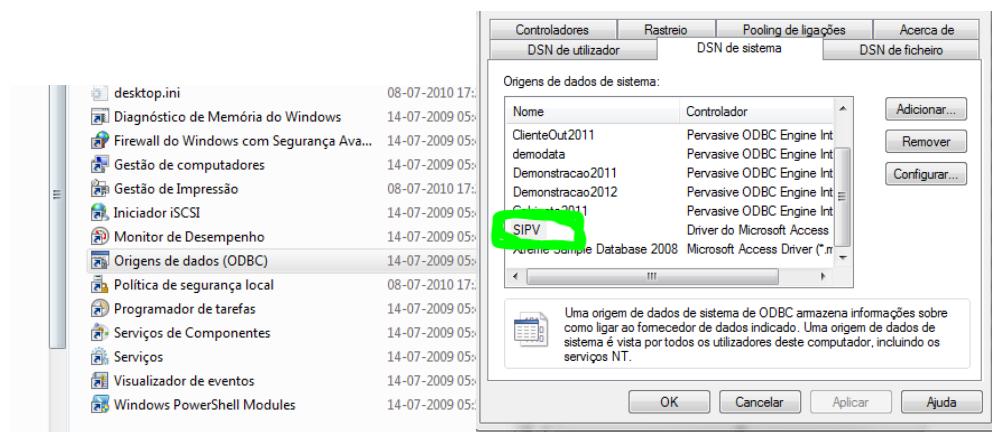 desktop.ini 08-07-2010 17:
Diagnóstico de Memória do Windows 14-07-2009 05:
Firewall do Windows com Segurança Ava... 14-07-2009 05:
Gestão de computadores 14-07-2009 05:
Gestão de Impressão 08-07-2010 17:
Iniciador iSCSI 14-07-2009 05:
Monitor de Desempenho 14-07-2009 05:
Origens de dados (ODBC) 14-07-2009 05:
Política de segurança local 08-07-2010 17:
Programador de tarefas 14-07-2009 05:
Serviços de Componentes 14-07-2009 05:
Serviços 14-07-2009 05:
Visualizador de eventos 14-07-2009 05:
Windows PowerShell Modules 14-07-2009 05:
Controladores Rastreio Pooling de ligações Acerca de
DSN de utilizador DSN de sistema DSN de ficheiro
Origens de dados de sistema:
Nome Controlador
ClienteOut2011 Pervasive ODBC Engine Int
demodata Pervasive ODBC Engine Int
Demonstracao2011 Pervasive ODBC Engine Int
Demonstracao2012 Pervasive ODBC Engine Int
2011 Pervasive ODBC Engine Int
SIPV Driver do Microsoft Access
Xtreme Sample Database 2008 Microsoft Access Driver (*.m
Adicionar...
Remover
Configurar...
Uma origem de dados de sistema de ODBC armazena informações sobre
como ligar ao fornecedor de dados indicado. Uma origem de dados de
sistema é vista por todos os utilizadores deste computador, incluindo os
serviços NT.
OK Cancelar Aplicar Ajuda